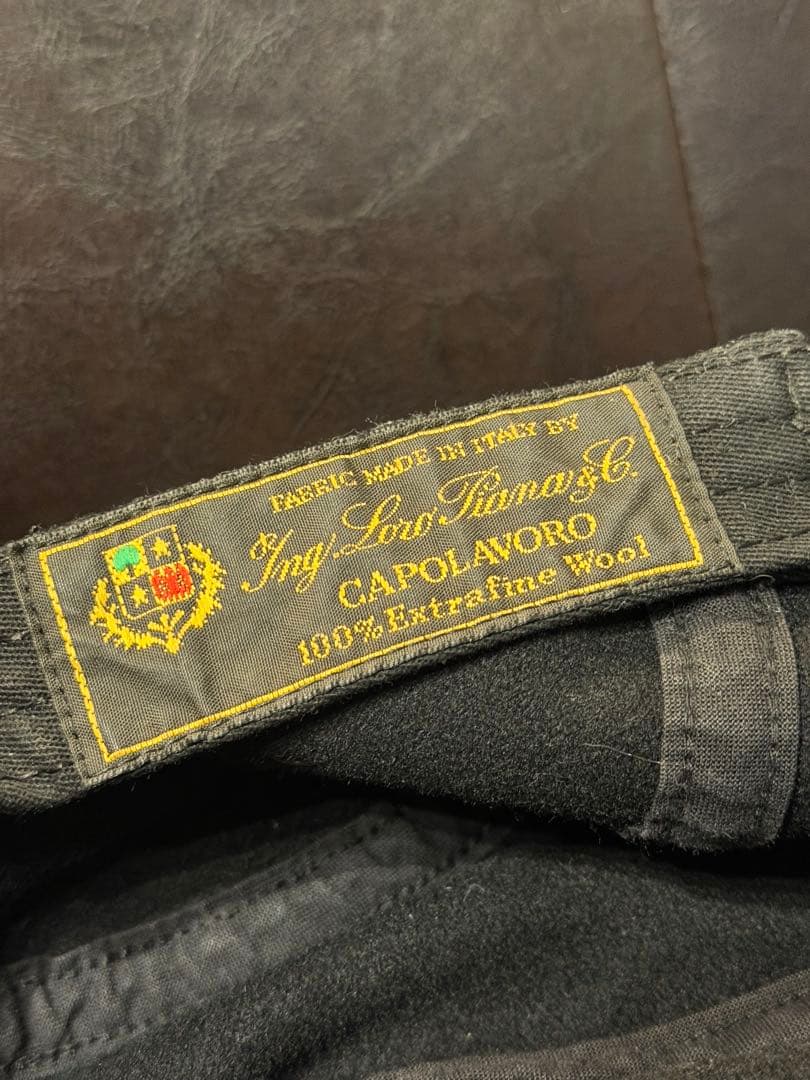 FABRIC MADE IN ITALY BY
Ing. Loro Piana & C.
CAPOLAVORO
100% Extrafine Wool